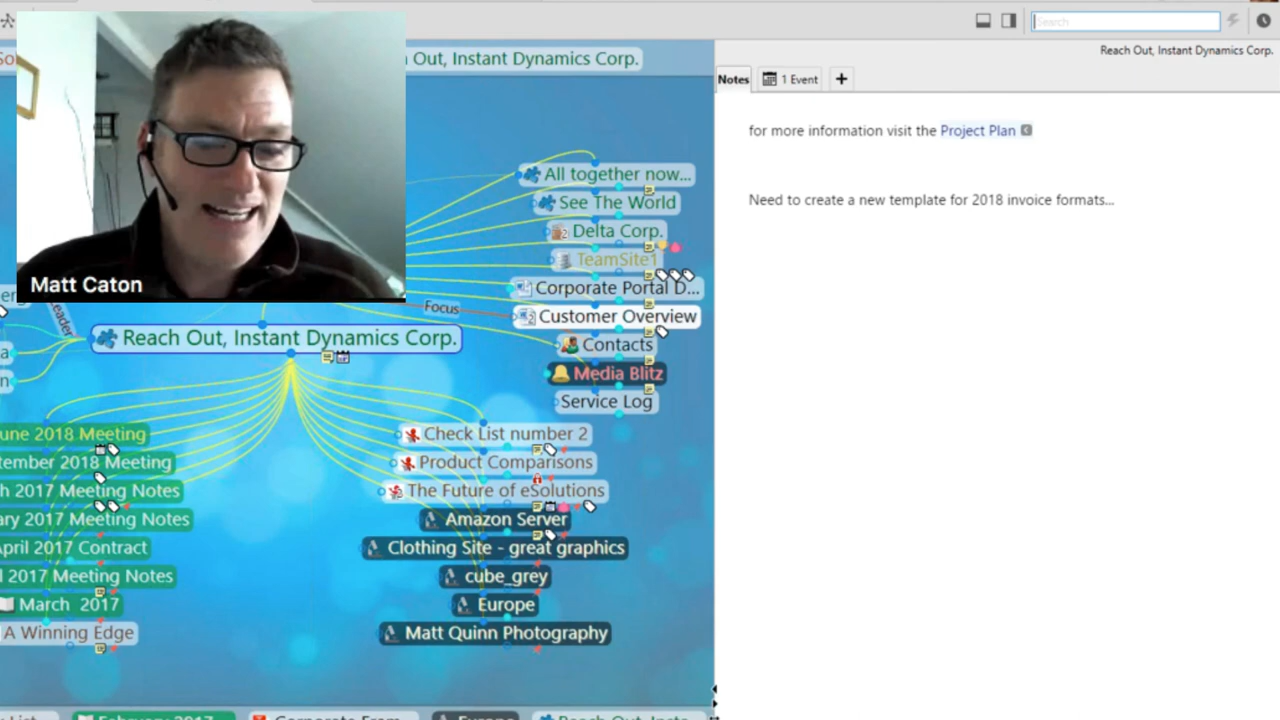 Search
Reach Out, Instant Dynamics Corp.
Out, Instant Dynamics Corp.
Notes
1 Event
+
for more information visit the Project Plan
Need to create a new template for 2018 invoice formats...
Matt Caton
All together now...
See The World
Delta Corp.
TeamSite1
Corporate Portal D...
Focus
Customer Overview
Reach Out, Instant Dynamics Corp.
Contacts
Media Blitz
Service Log
une 2018 Meeting
tember 2018 Meeting
h 2017 Meeting Notes
ary 2017 Meeting Notes
April 2017 Contract
l 2017 Meeting Notes
March 2017
A Winning Edge
Check List number 2
Product Comparisons
The Future of eSolutions
Amazon Server
Clothing Site - great graphics
cube_grey
Europe
Matt Quinn Photography
February 2017
Europe